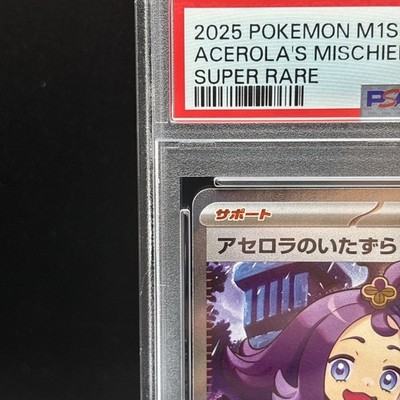 2025 POKEMON M1S
ACEROLA'S MISCHIEF
SUPER RARE
PSA
サポート
アセロラのいたずら